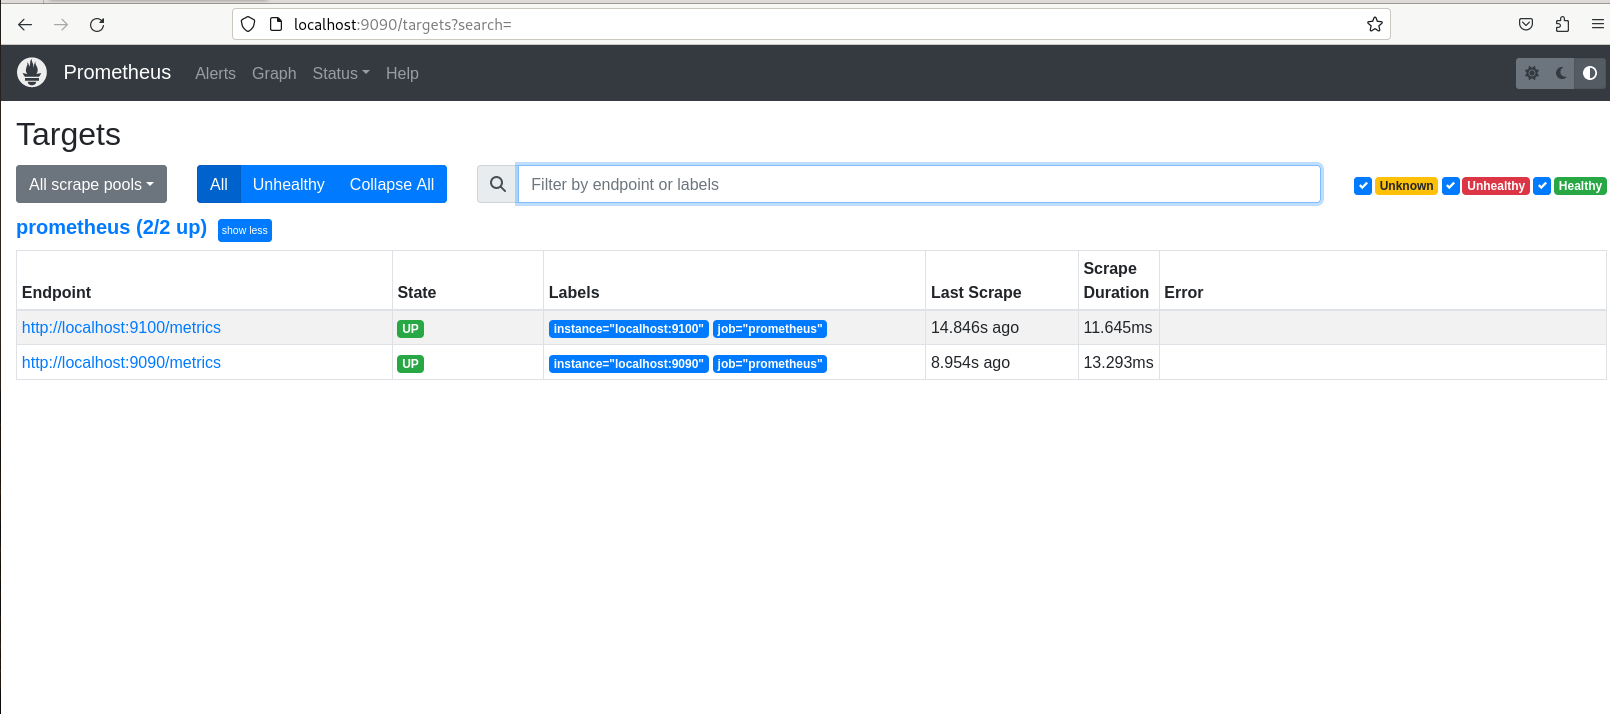 localhost:9090/targets?search=
Prometheus Alerts Graph Status Help
Targets
All scrape pools All Unhealthy Collapse All Filter by endpoint or labels Unknown Unhealthy Healthy
prometheus (2/2 up) show less
Endpoint State Labels Last Scrape Scrape Duration Error
http://localhost:9100/metrics UP instance="localhost:9100" job="prometheus" 14.846s ago 11.645ms
http://localhost:9090/metrics UP instance="localhost:9090" job="prometheus" 8.954s ago 13.293ms